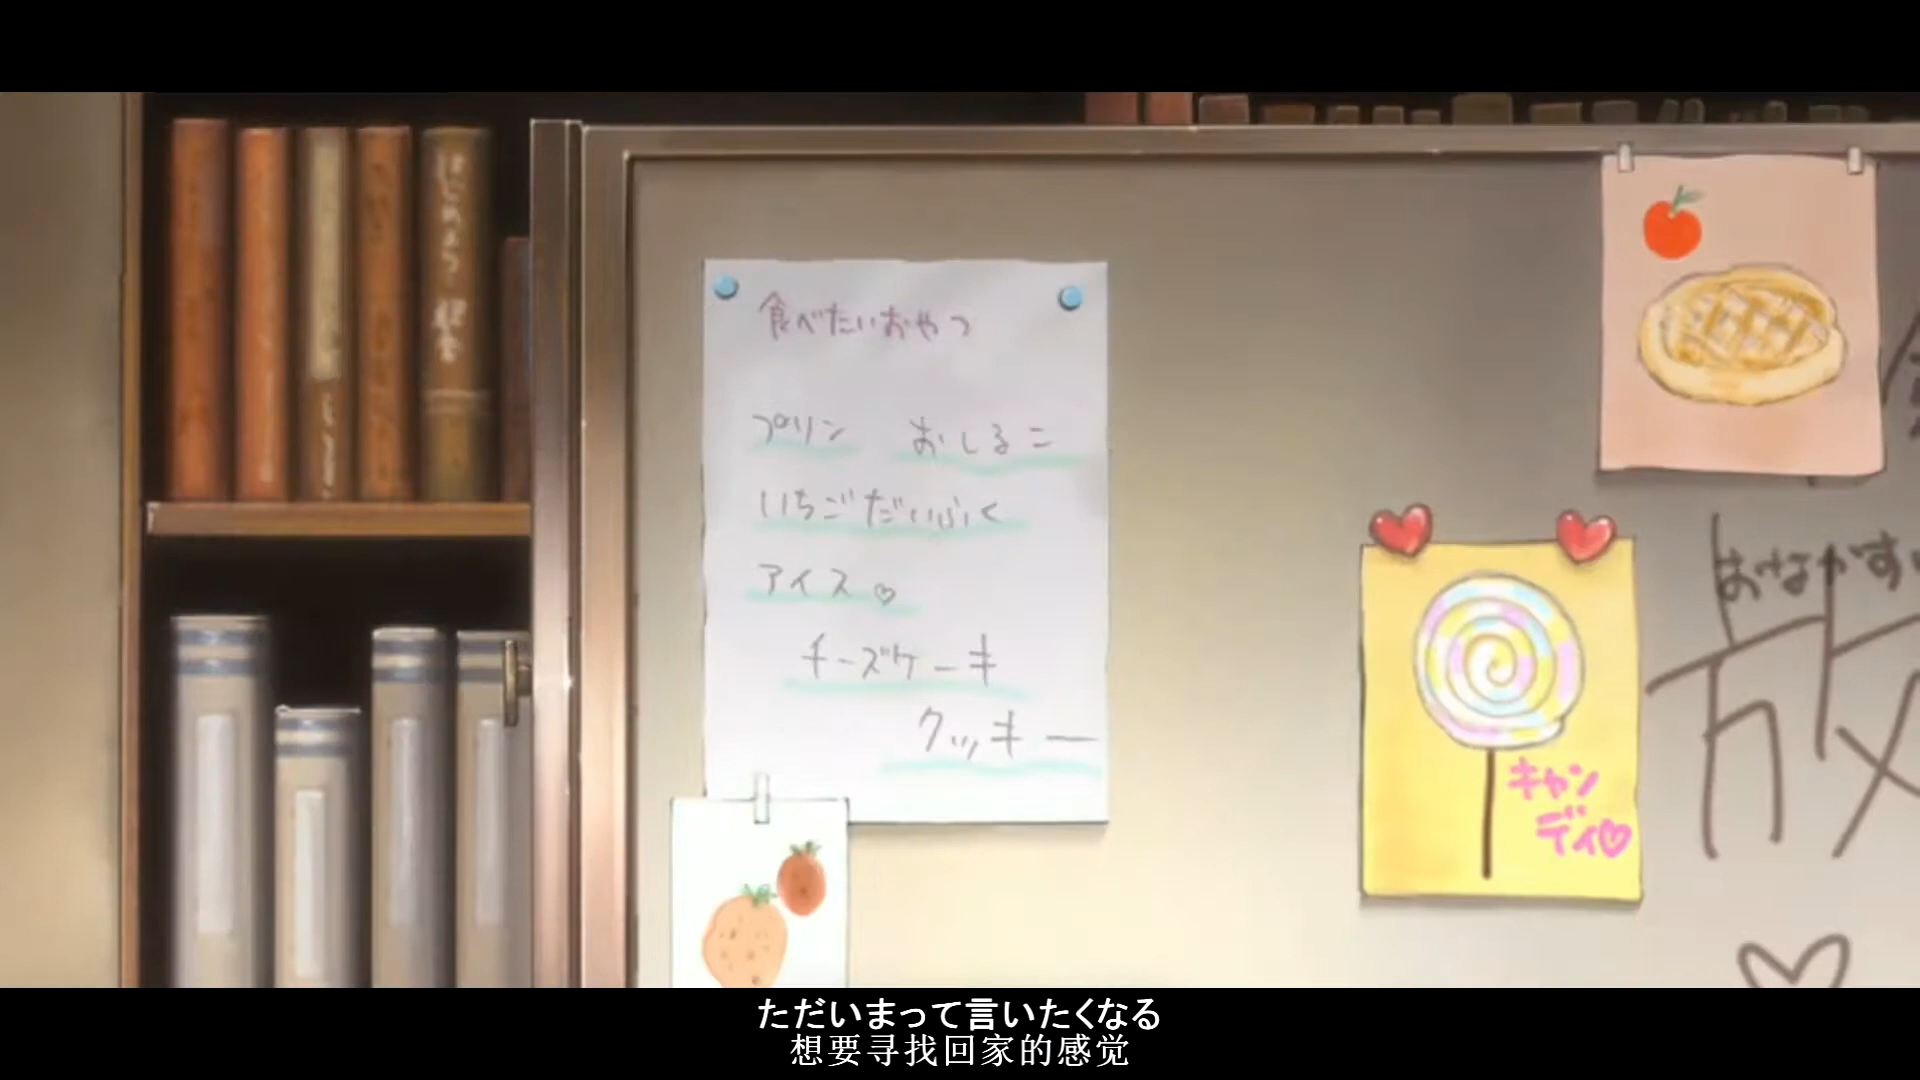 食べたいおやつ
プリン　おしるこ
いちごだいふく
アイス♡
チーズケーキ
クッキー
キャン
ディ♡
おなかす
放
ただいまって言いたくなる
想要寻找回家的感觉